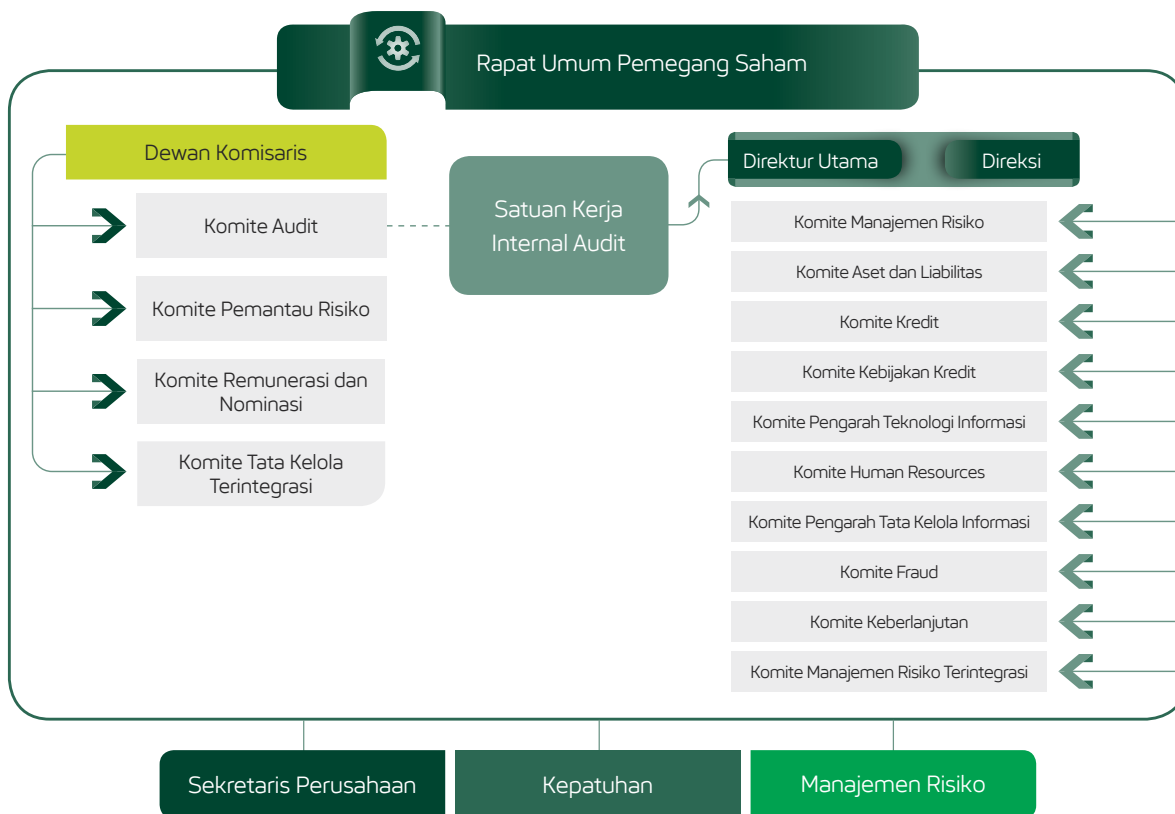 Rapat Umum Pemegang Saham
Dewan Komisaris
Komite Audit
Komite Pemantau Risiko
Komite Remunerasi dan
Nominasi
Komite Tata Kelola
Terintegrasi
Satuan Kerja
Internal Audit
Direktur Utama
Direksi
Komite Manajemen Risiko
Komite Aset dan Liabilitas
Komite Kredit
Komite Kebijakan Kredit
Komite Pengarah Teknologi Informasi
Komite Human Resources
Komite Pengarah Tata Kelola Informasi
Komite Fraud
Komite Keberlanjutan
Komite Manajemen Risiko Terintegrasi
Sekretaris Perusahaan
Kepatuhan
Manajemen Risiko